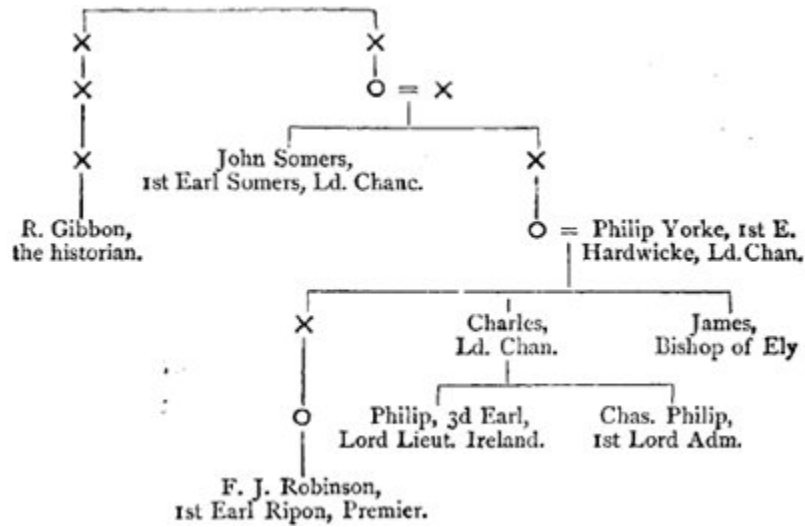 John Somers,
1st Earl Somers, Ld. Chanc.
R. Gibbon,
the historian.
= Philip Yorke, 1st E.
Hardwicke, Ld. Chan.
Charles,
Ld. Chan.
James,
Bishop of Ely
Philip, 3d Earl,
Lord Lieut. Ireland.
Chas. Philip,
1st Lord Adm.
F. J. Robinson,
1st Earl Ripon, Premier.